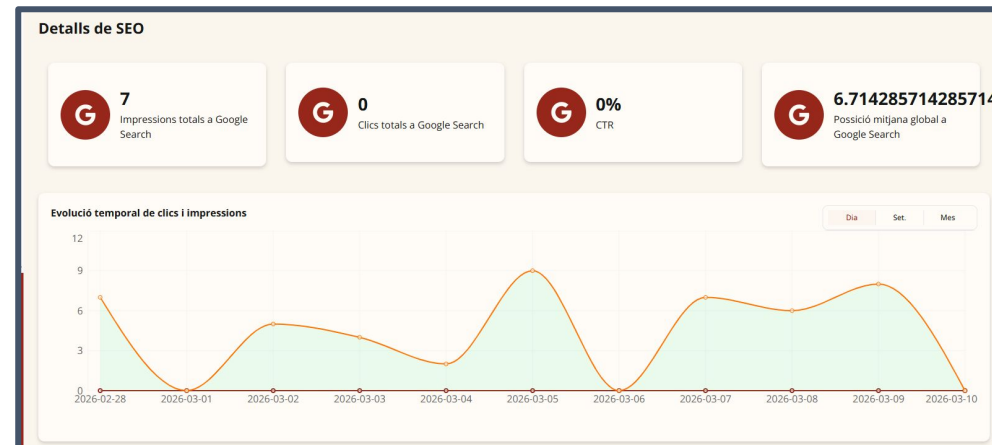 Detalls de SEO
7
Impressions totals a Google
Search
0
Clics totals a Google Search
0%
CTR
6.714285714285714
Possició mitjana global a
Google Search
Evolució temporal de clics i impressions
Dia Set. Mes
12
9
6
3
0
2026-02-28 2026-03-01 2026-03-02 2026-03-03 2026-03-04 2026-03-05 2026-03-06 2026-03-07 2026-03-08 2026-03-09 2026-03-10